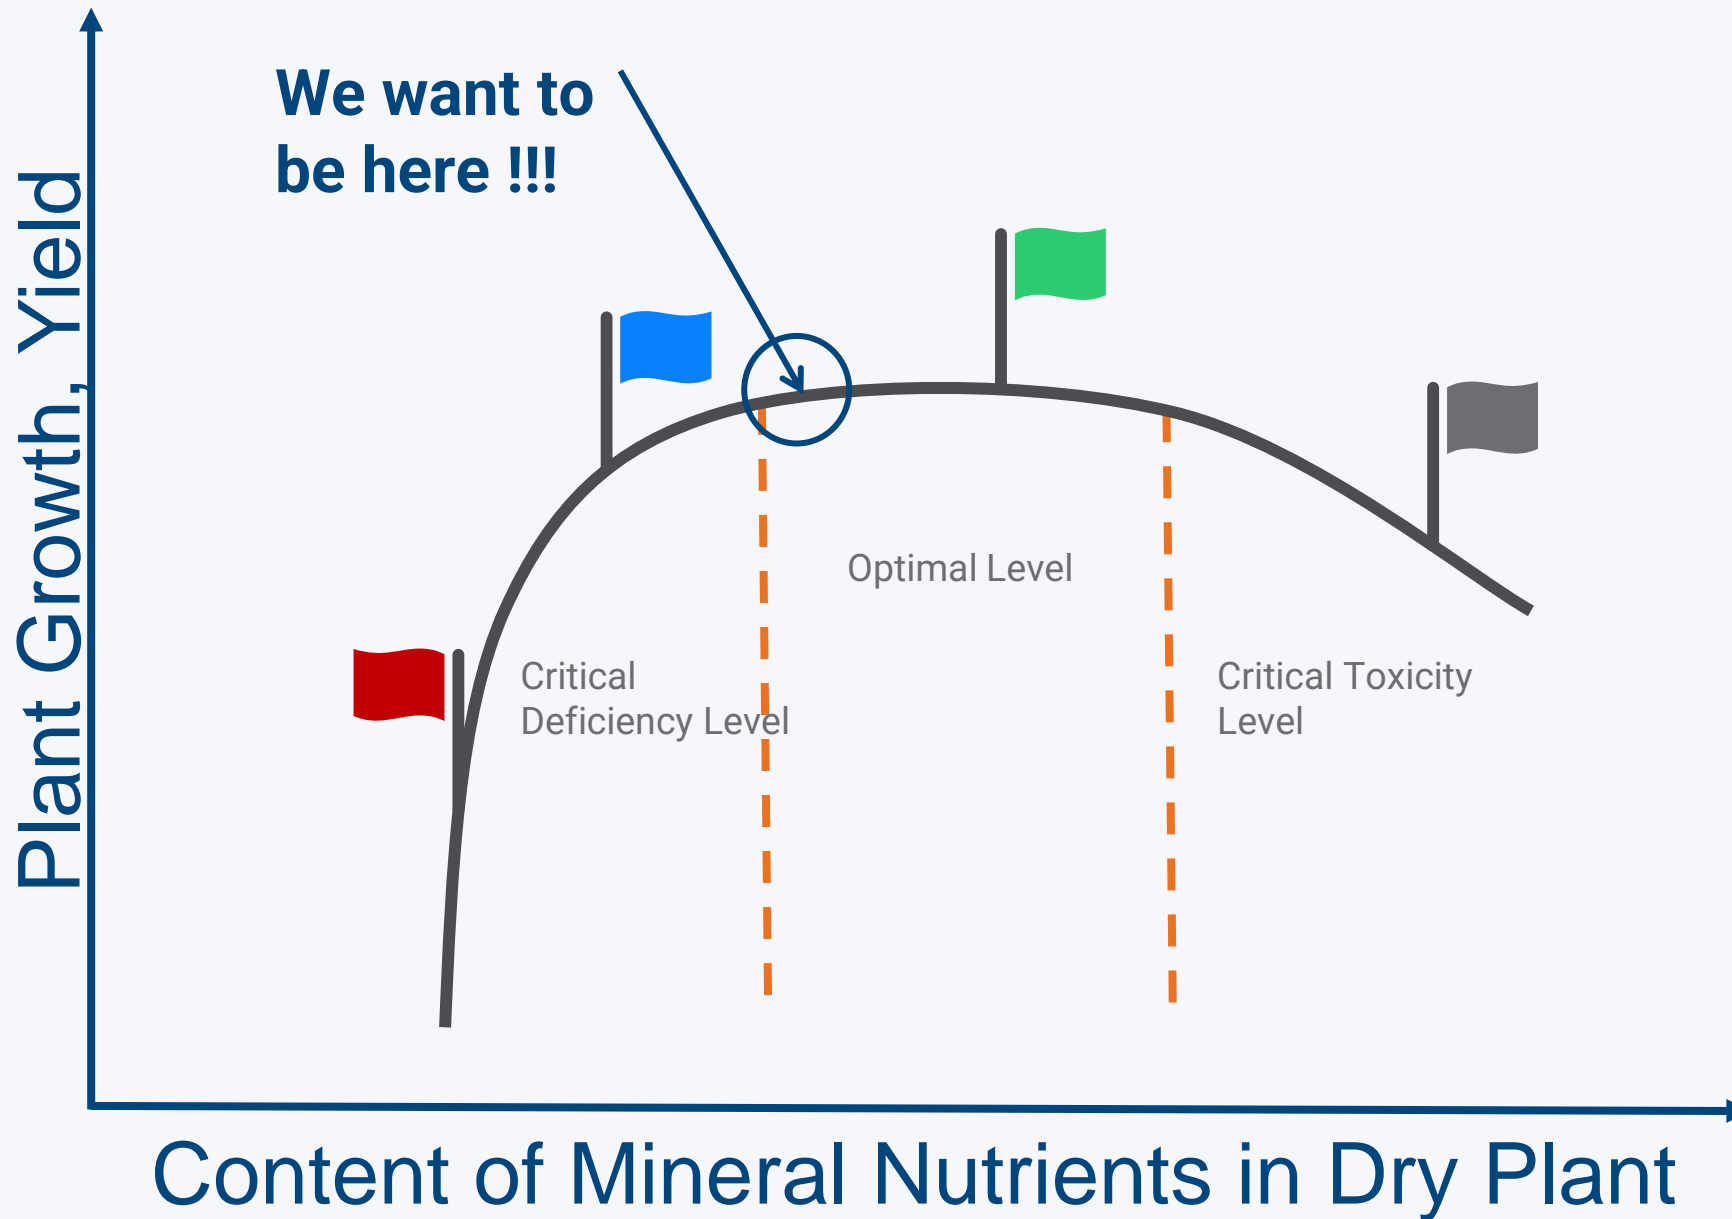 We want to
be here !!!
Plant Growth, Yield
Optimal Level
Critical
Deficiency Level
Critical Toxicity
Level
Content of Mineral Nutrients in Dry Plant